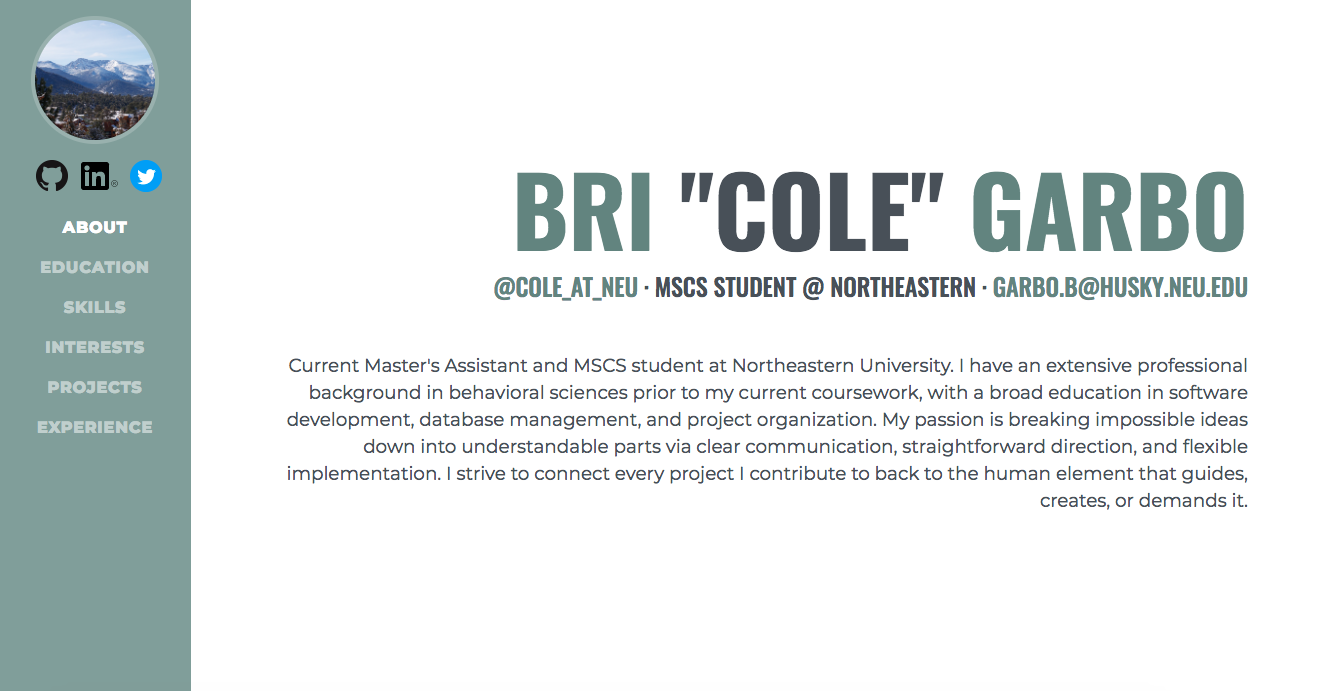 in®
ABOUT
EDUCATION
SKILLS
INTERESTS
PROJECTS
EXPERIENCE
BRI "COLE" GARBO
@COLE_AT_NEU · MSCS STUDENT @ NORTHEASTERN · GARBO.B@HUSKY.NEU.EDU
Current Master's Assistant and MSCS student at Northeastern University. I have an extensive professional
background in behavioral sciences prior to my current coursework, with a broad education in software
development, database management, and project organization. My passion is breaking impossible ideas
down into understandable parts via clear communication, straightforward direction, and flexible
implementation. I strive to connect every project I contribute to back to the human element that guides,
creates, or demands it.